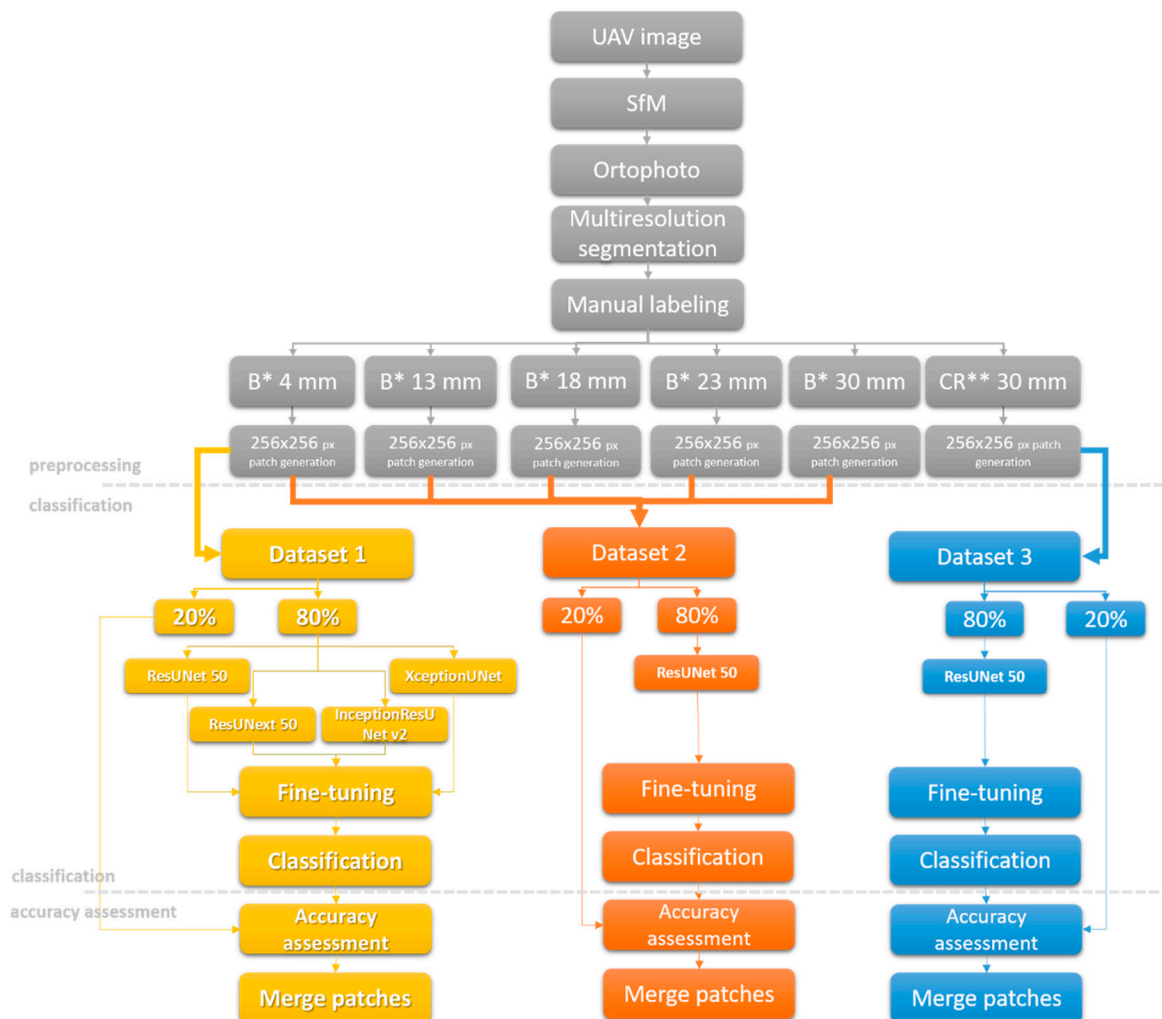 UAV image
SfM
Ortophoto
Multiresolution
segmentation
Manual labeling
B* 4 mm
B* 13 mm
B* 18 mm
B* 23 mm
B* 30 mm
CR** 30 mm
256x256 px
patch generation
256x256 px
patch generation
256x256 px
patch generation
256x256 px
patch generation
256x256 px
patch generation
256x256 px patch
generation
preprocessing
classification
Dataset 1
Dataset 2
Dataset 3
20%
80%
20%
80%
80%
20%
ResUNet 50
XceptionUNet
ResUNet 50
ResUNet 50
ResUNext 50
InceptionResU
Net v2
Fine-tuning
Fine-tuning
Fine-tuning
Classification
Classification
Classification
classification
accuracy assessment
Accuracy
assessment
Accuracy
assessment
Accuracy
assessment
Merge patches
Merge patches
Merge patches